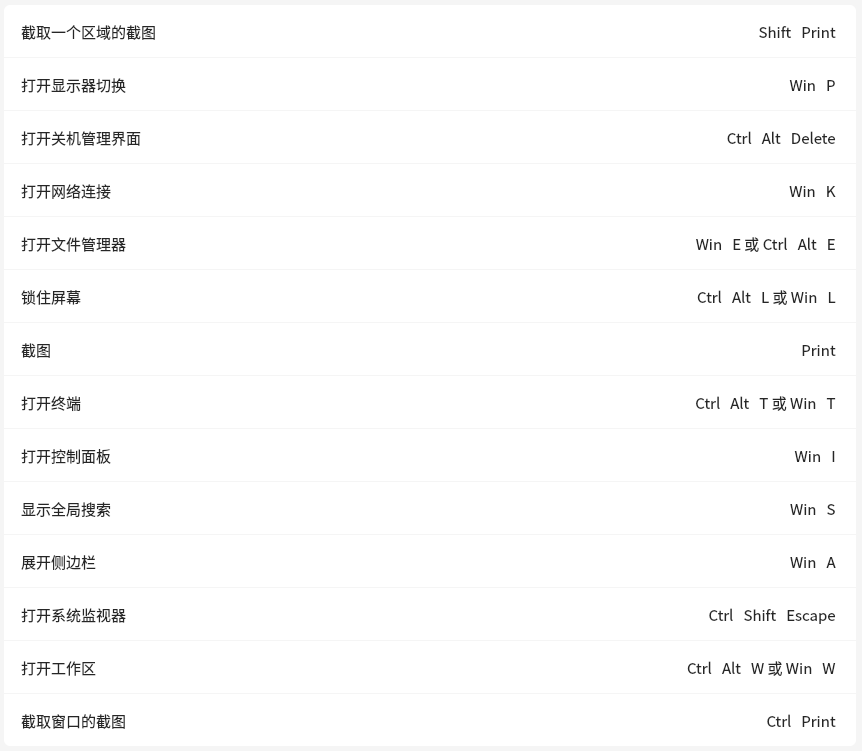 截取一个区域的截图 Shift Print
打开显示器切换 Win P
打开关机管理界面 Ctrl Alt Delete
打开网络连接 Win K
打开文件管理器 Win E 或 Ctrl Alt E
锁住屏幕 Ctrl Alt L 或 Win L
截图 Print
打开终端 Ctrl Alt T 或 Win T
打开控制面板 Win I
显示全局搜索 Win S
展开侧边栏 Win A
打开系统监视器 Ctrl Shift Escape
打开工作区 Ctrl Alt W 或 Win W
截取窗口的截图 Ctrl Print